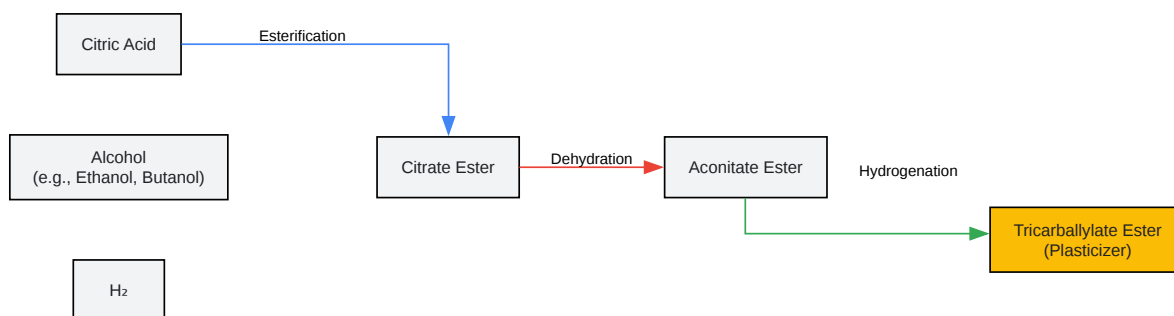 Citric Acid
Esterification
Alcohol
(e.g., Ethanol, Butanol)
Citrate Ester
Dehydration
Aconitate Ester
Hydrogenation
Tricarballylate Ester
(Plasticizer)
H₂